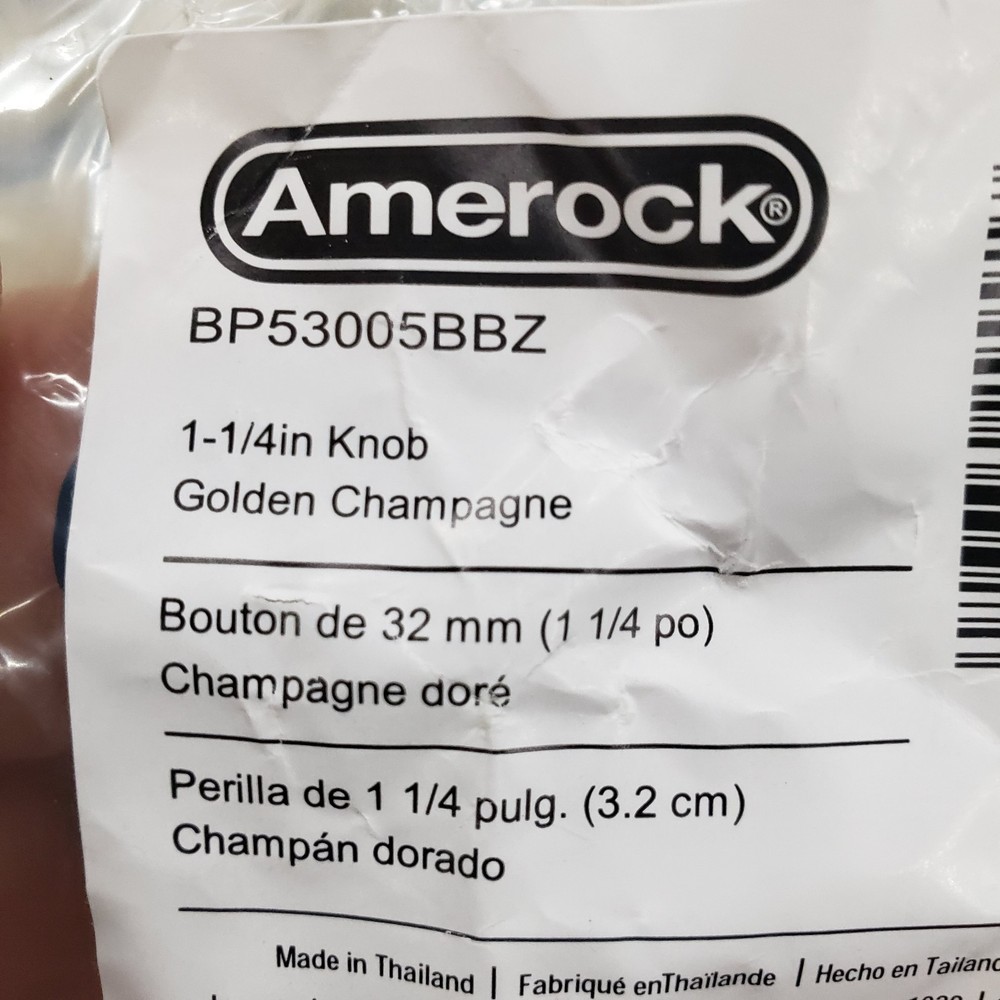 Amerock®
BP53005BBZ
1-1/4in Knob
Golden Champagne
Bouton de 32 mm (1 1/4 po)
Champagne doré
Perilla de 1 1/4 pulg. (3.2 cm)
Champán dorado
Made in Thailand | Fabriqué enThaïlande | Hecho en